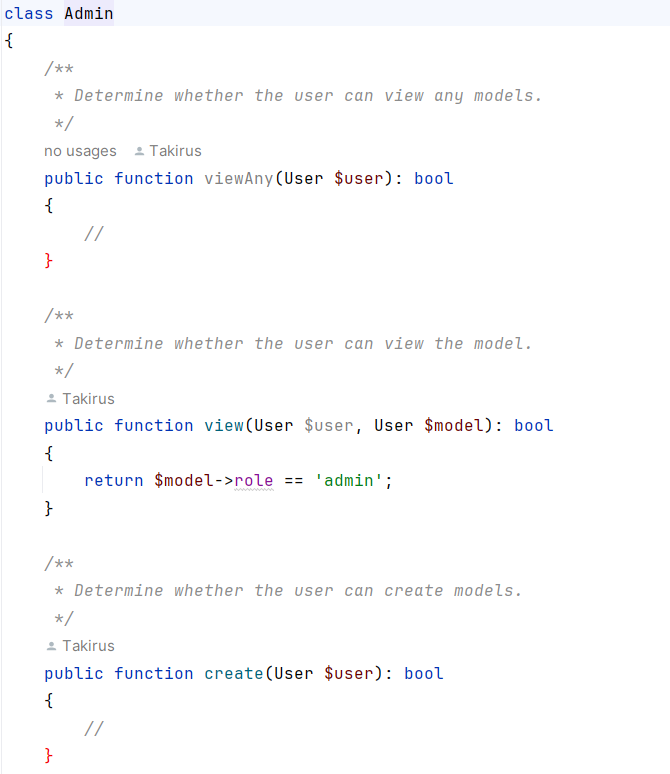 class Admin
{
    /**
     * Determine whether the user can view any models.
     */
    no usages   Takirus
    public function viewAny(User $user): bool
    {
        //
    }

    /**
     * Determine whether the user can view the model.
     */
    Takirus
    public function view(User $user, User $model): bool
    {
        return $model->role == 'admin';
    }

    /**
     * Determine whether the user can create models.
     */
    Takirus
    public function create(User $user): bool
    {
        //
    }